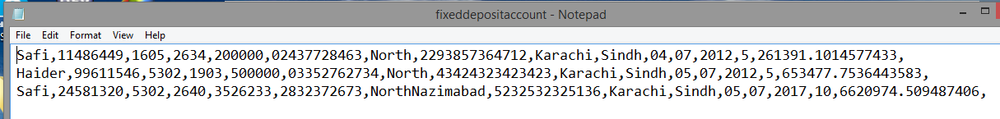 fixeddepositaccount - Notepad
File Edit Format View Help
Safi,11486449,1605,2634,200000,02437728463,North,2293857364712,Karachi,Sindh,04,07,2012,5,261391.1014577433,
Haider,99611546,5302,1903,500000,03352762734,North,43424323423423,Karachi,Sindh,05,07,2012,5,653477.7536443583,
Safi,24581320,5302,2640,3526233,2832372673,NorthNazimabad,5232532325136,Karachi,Sindh,05,07,2017,10,6620974.509487406,